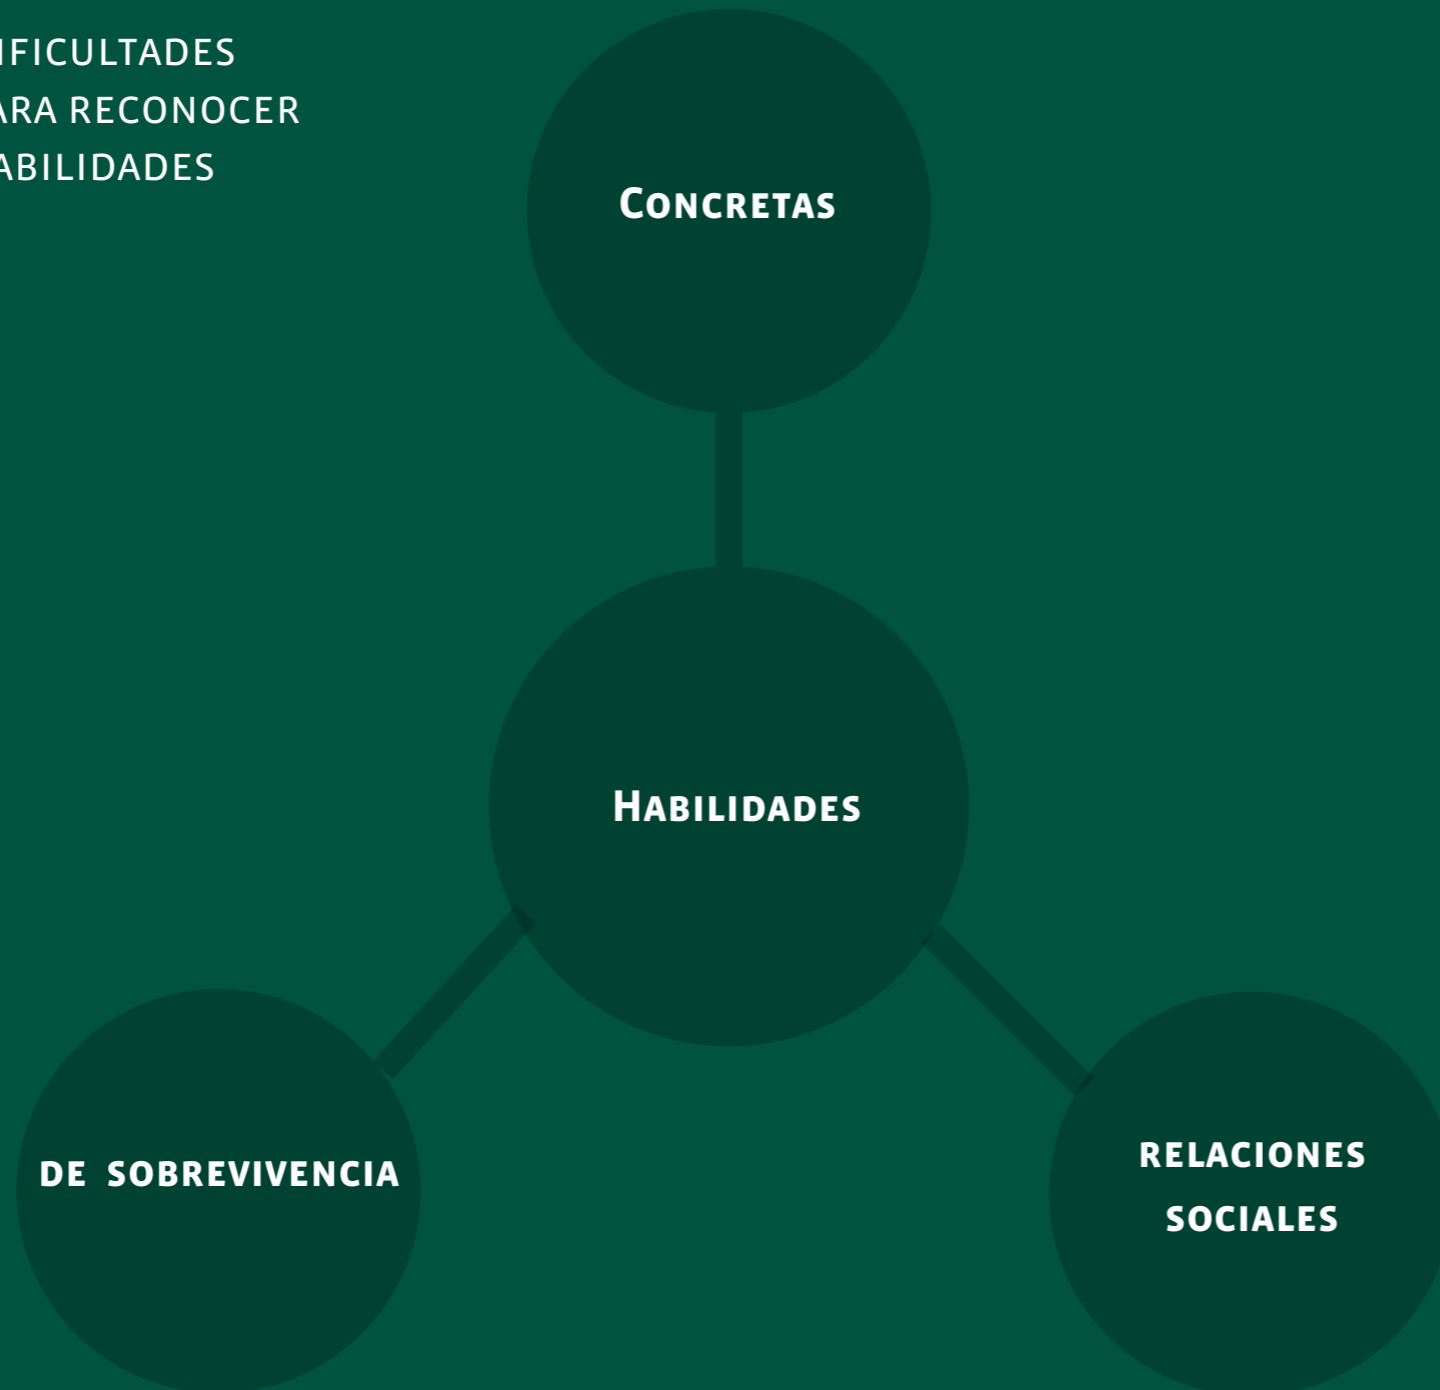 IFICULTADES
ARA RECONOCER
ABILIDADES
CONCRETAS
HABILIDADES
DE SOBREVIVENCIA
RELACIONES
SOCIALES